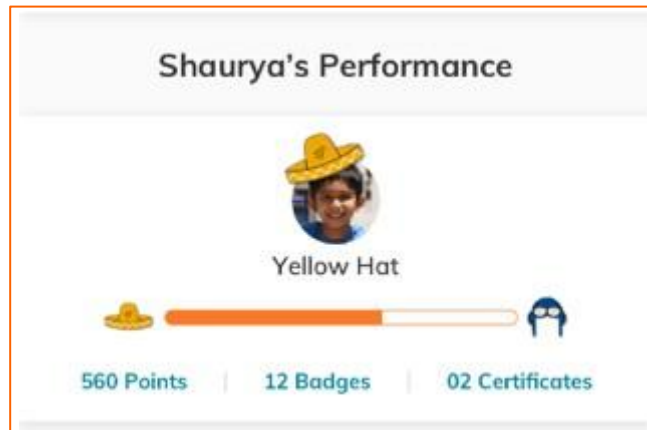 Shaurya’s Performance
Yellow Hat
560 Points | 12 Badges | 02 Certificates